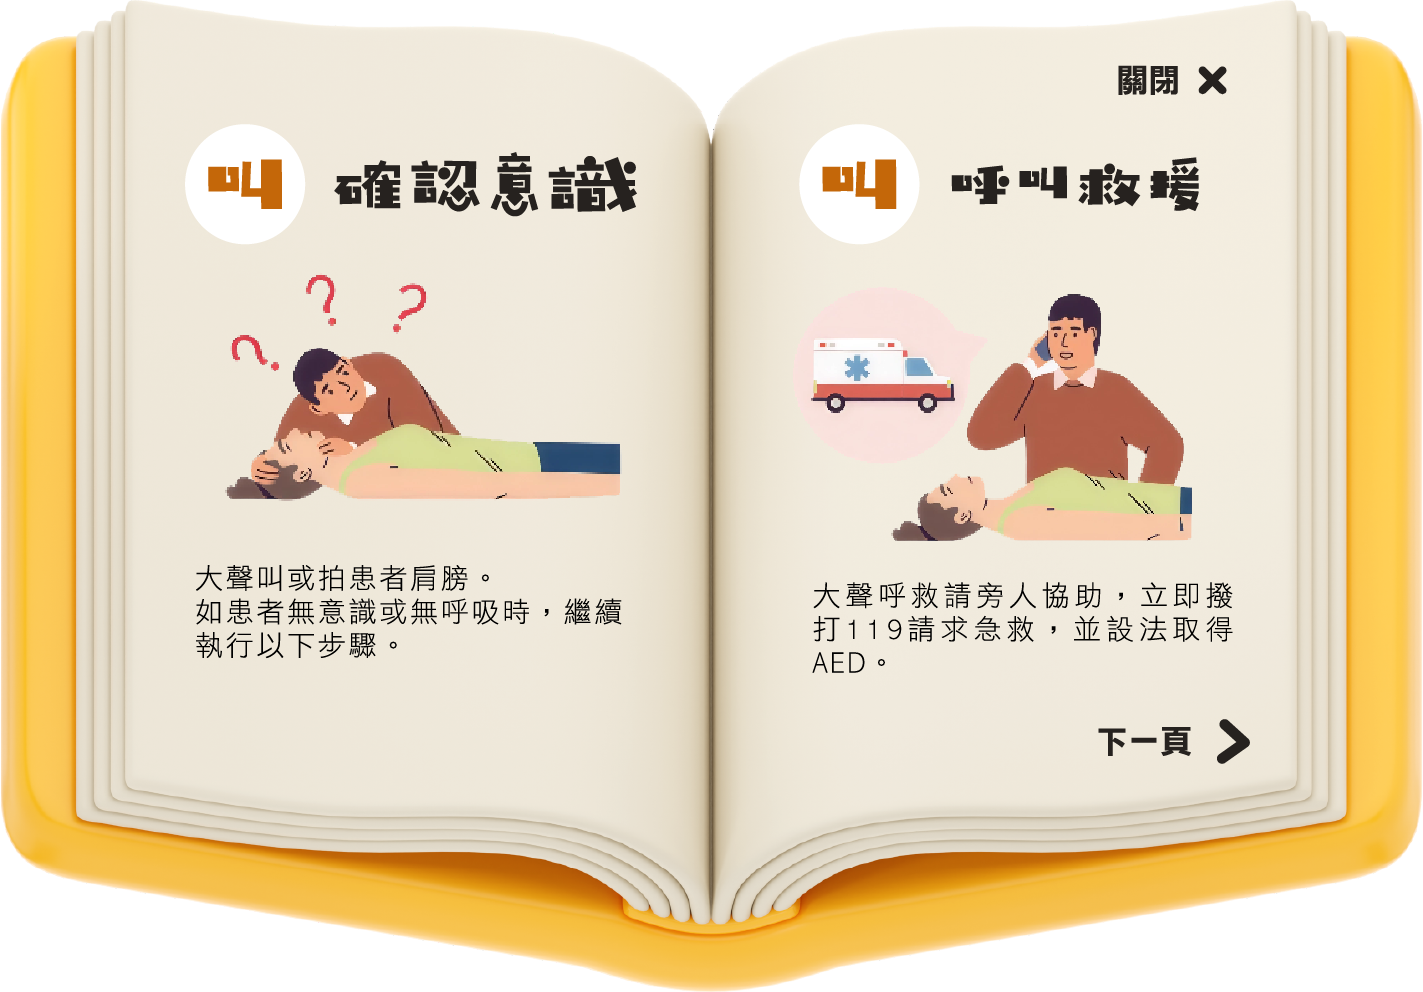 叫 確認意識
大聲叫或拍患者肩膀。
如患者無意識或無呼吸時，繼續
執行以下步驟。
關閉
叫 呼叫救援
大聲呼救請旁人協助，立即撥
打119請求急救，並設法取得
AED。
下一頁